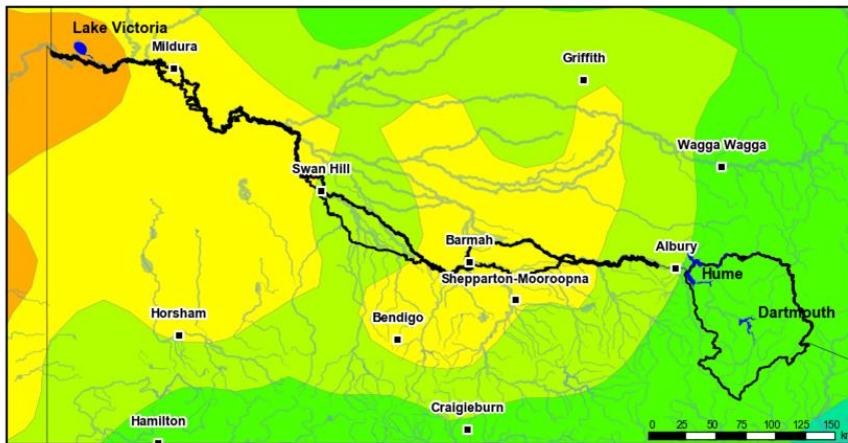 Lake Victoria
Mildura
Griffith
Wagga Wagga
Swan Hill
Barmah
Albury
Hume
Shepparton-Mooroopna
Dartmouth
Horsham
Bendigo
Craigieburn
Hamilton
0 25 50 75 100 125 150